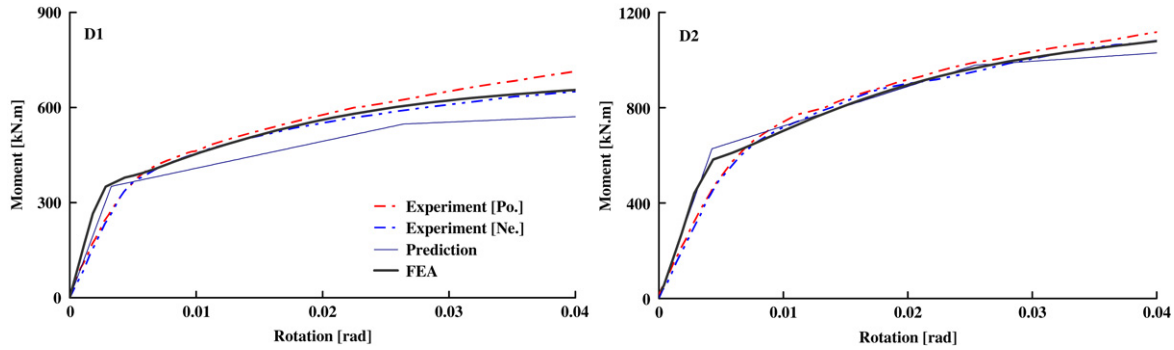 D1
Moment [kN.m]
900
600
300
0
Experiment [Po.]
Experiment [Ne.]
Prediction
FEA
0 0.01 0.02 0.03 0.04
Rotation [rad]
D2
Moment [kN.m]
1200
800
400
0
0 0.01 0.02 0.03 0.04
Rotation [rad]